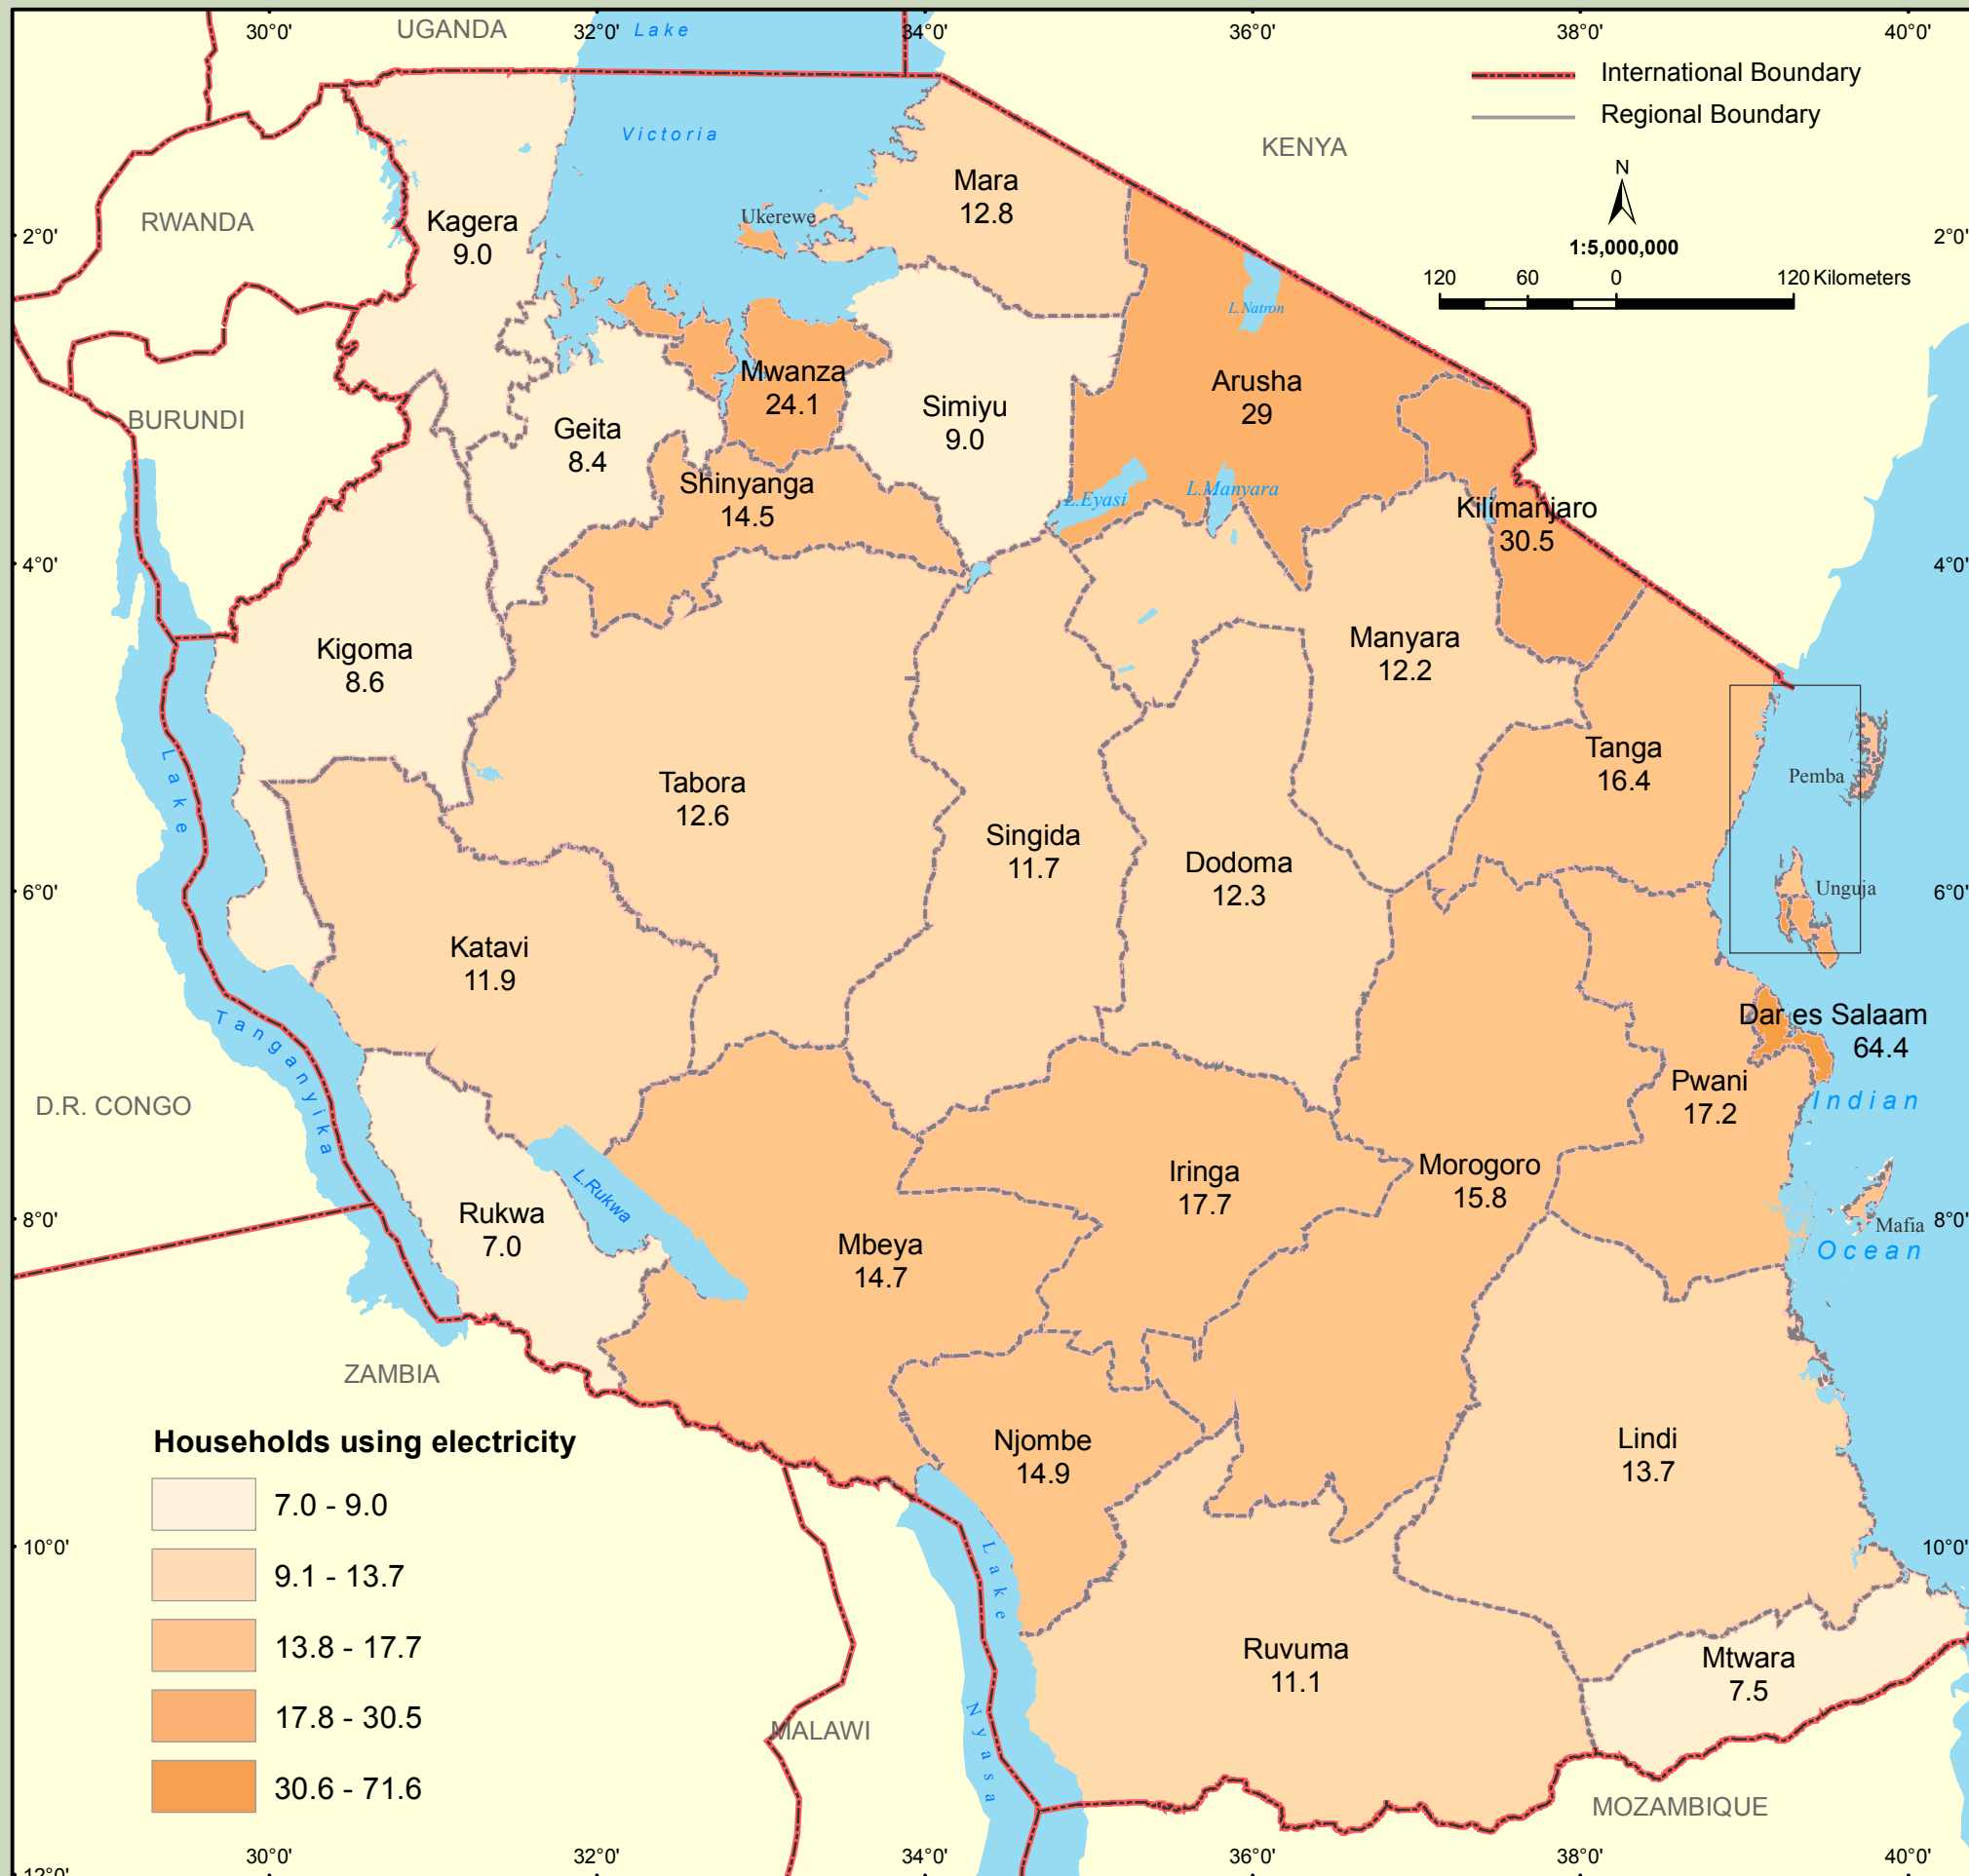 30°0'
UGANDA
32°0'
Lake
34°0'
36°0'
38°0'
40°0'
International Boundary
Regional Boundary
Victoria
KENYA
N
1:5,000,000
120 60 0 120 Kilometers
RWANDA
2°0'
2°0'
Kagera
9.0
Ukerewe
Mara
12.8
L.Natron
BURUNDI
Mwanza
24.1
Arusha
29
Geita
8.4
Simiyu
9.0
Shinyanga
14.5
L.Eyasi
L.Manyara
Kilimanjaro
30.5
4°0'
4°0'
Kigoma
8.6
Manyara
12.2
Tanga
16.4
Pemba
Lake
Tabora
12.6
Singida
11.7
Dodoma
12.3
Unguja
6°0'
6°0'
Katavi
11.9
Tanganyika
Dar es Salaam
64.4
D.R. CONGO
Pwani
17.2
Indian
Iringa
17.7
Morogoro
15.8
L.Rukwa
Rukwa
7.0
8°0'
8°0'
Mafia
Ocean
Mbeya
14.7
ZAMBIA
Households using electricity
7.0 - 9.0
9.1 - 13.7
13.8 - 17.7
17.8 - 30.5
30.6 - 71.6
Njombe
14.9
Lindi
13.7
10°0'
10°0'
Lake
Nyasa
Ruvuma
11.1
Mtwara
7.5
MALAWI
MOZAMBIQUE
30°0'
32°0'
34°0'
36°0'
38°0'
40°0'
12°0'